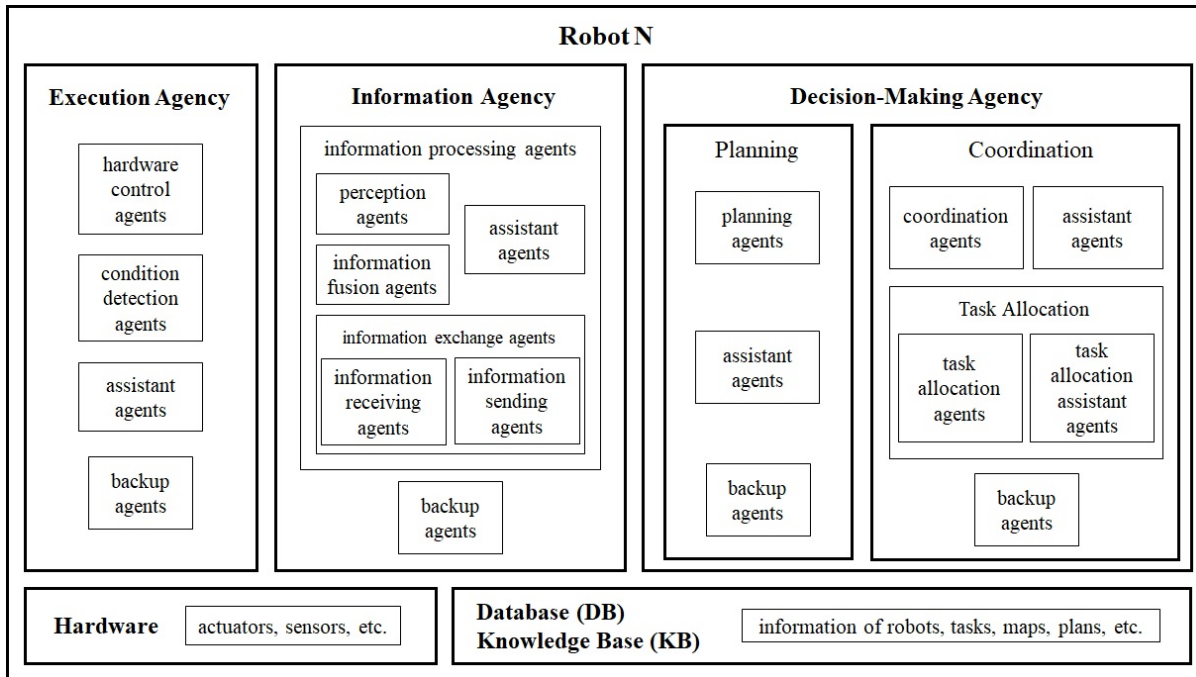 Robot N
Execution Agency
hardware
control
agents
condition
detection
agents
assistant agents
backup
agents
Information Agency
information processing agents
perception
agents
assistant
agents
information
fusion agents
information exchange agents
information
receiving
agents
information
sending
agents
backup
agents
Decision-Making Agency
Planning
planning
agents
assistant
agents
backup
agents
Coordination
coordination
agents
assistant
agents
Task Allocation
task
allocation
agents
task
allocation
assistant
agents
backup
agents
Hardware
actuators, sensors, etc.
Database (DB)
Knowledge Base (KB)
information of robots, tasks, maps, plans, etc.